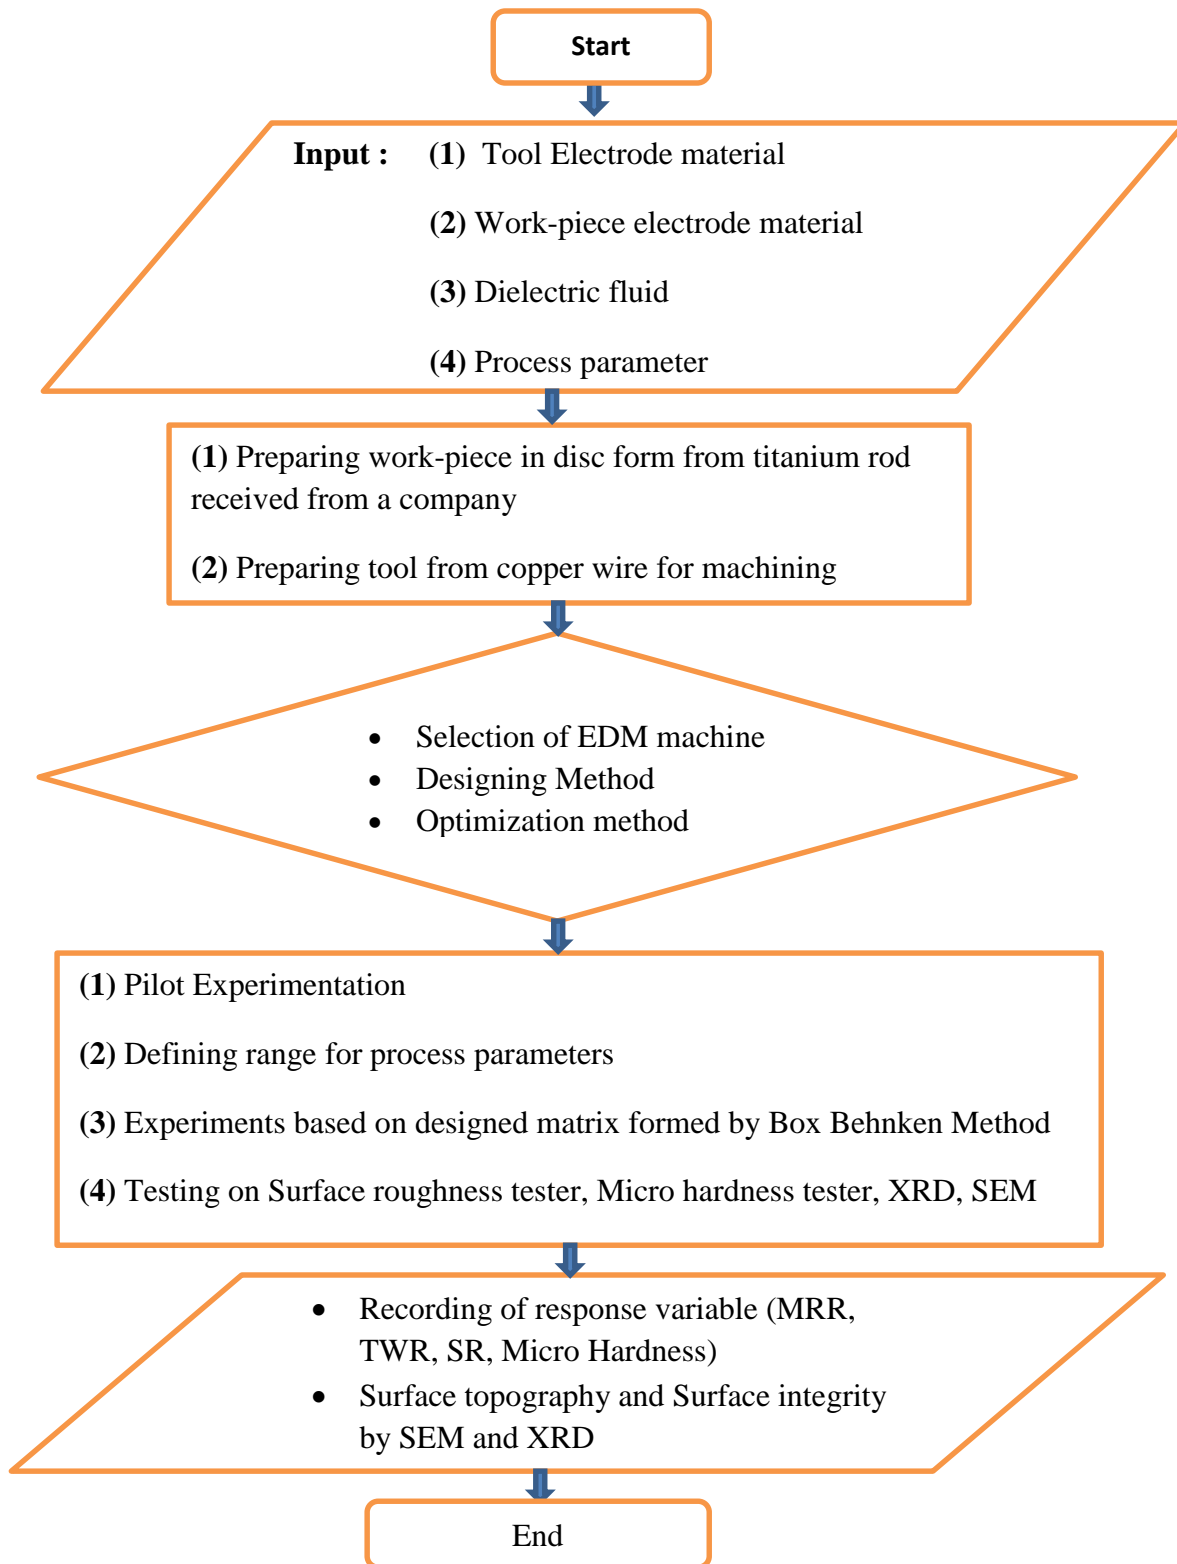 Start
Input : (1) Tool Electrode material
(2) Work-piece electrode material
(3) Dielectric fluid
(4) Process parameter
(1) Preparing work-piece in disc form from titanium rod
received from a company
(2) Preparing tool from copper wire for machining
• Selection of EDM machine
• Designing Method
• Optimization method
(1) Pilot Experimentation
(2) Defining range for process parameters
(3) Experiments based on designed matrix formed by Box Behnken Method
(4) Testing on Surface roughness tester, Micro hardness tester, XRD, SEM
• Recording of response variable (MRR,
TWR, SR, Micro Hardness)
• Surface topography and Surface integrity
by SEM and XRD
End